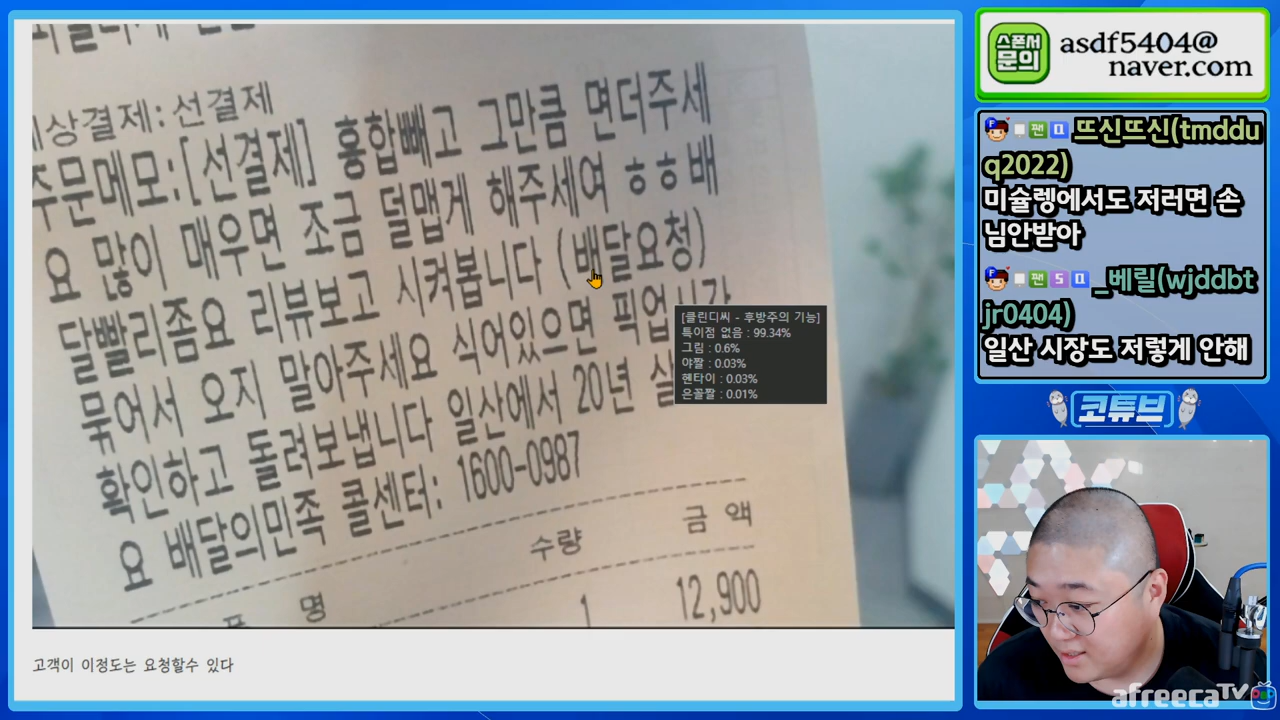 상결제: 선결제
주문메모:[선결제] 홍합빼고 그만큼 면더주세
요 많이 매우면 조금 덜맵게 해주세여 ㅎㅎ배
달빨리좀요 리뷰보고 시켜봅니다 (배달요청)
묵어서 오지 말아주세요 식어있으면 픽업시간
확인하고 돌려보냅니다 일산에서 20년 살
요 배달의민족 콜센터: 1600-0987
명 수량 금 액
1 12,900
고객이 이정도는 요청할수 있다
[클린디씨 - 후방주의 기능]
특이점 없음 : 99.34%
그림 : 0.6%
야짤 : 0.03%
헨타이 : 0.03%
은꼴짤 : 0.01%
스폰서
문의
asdf5404@
naver.com
F 팬 Q 뜨신뜨신(tmddu
q2022)
미슐렝에서도 저러면 손
님안받아
F 팬 S Q _베릴(wjddbt
jr0404)
일산 시장도 저렇게 안해
코튜브
afreecaTV